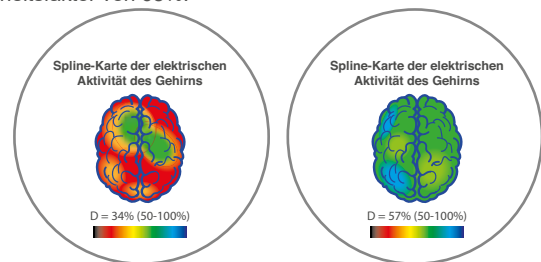 Spline-Karte der elektrischen
Aktivität des Gehirns
D = 34% (50-100%)
Spline-Karte der elektrischen
Aktivität des Gehirns
D = 57% (50-100%)